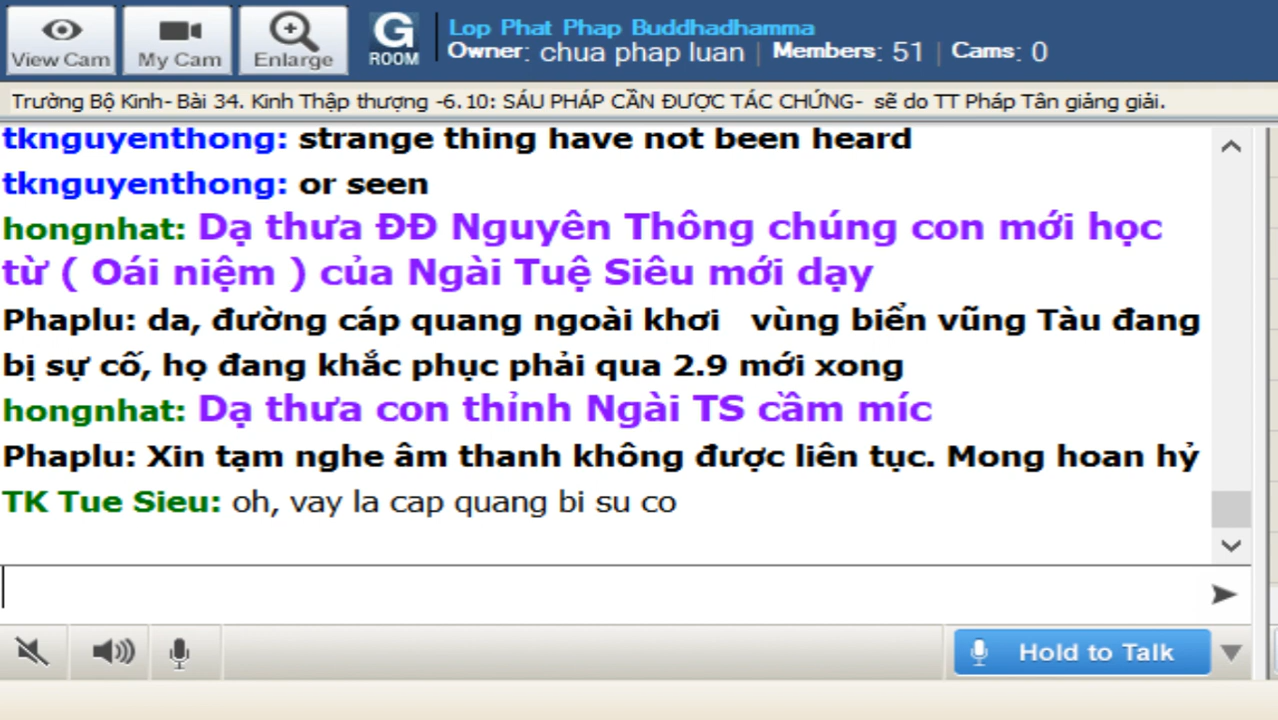 View Cam
My Cam
Enlarge
G
ROOM
Lop Phat Phap Buddhadhamma
Owner: chua phap luan | Members: 51 | Cams: 0
Trường Bộ Kinh- Bài 34. Kinh Thập thượng -6.10: SÁU PHÁP CẦN ĐƯỢC TÁC CHỨNG- sẽ do TT Pháp Tân giảng giải.
tknguyenthong: strange thing have not been heard
tknguyenthong: or seen
hongnhat: Dạ thưa ĐĐ Nguyên Thông chúng con mới học
từ ( Oái niệm ) của Ngài Tuệ Siêu mới dạy
Phaplu: da, đường cáp quang ngoài khơi vùng biển vũng Tàu đang
bị sự cố, họ đang khắc phục phải qua 2.9 mới xong
hongnhat: Dạ thưa con thỉnh Ngài TS cầm míc
Phaplu: Xin tạm nghe âm thanh không được liên tục. Mong hoan hỷ
TK Tue Sieu: oh, vay la cap quang bi su co
Hold to Talk